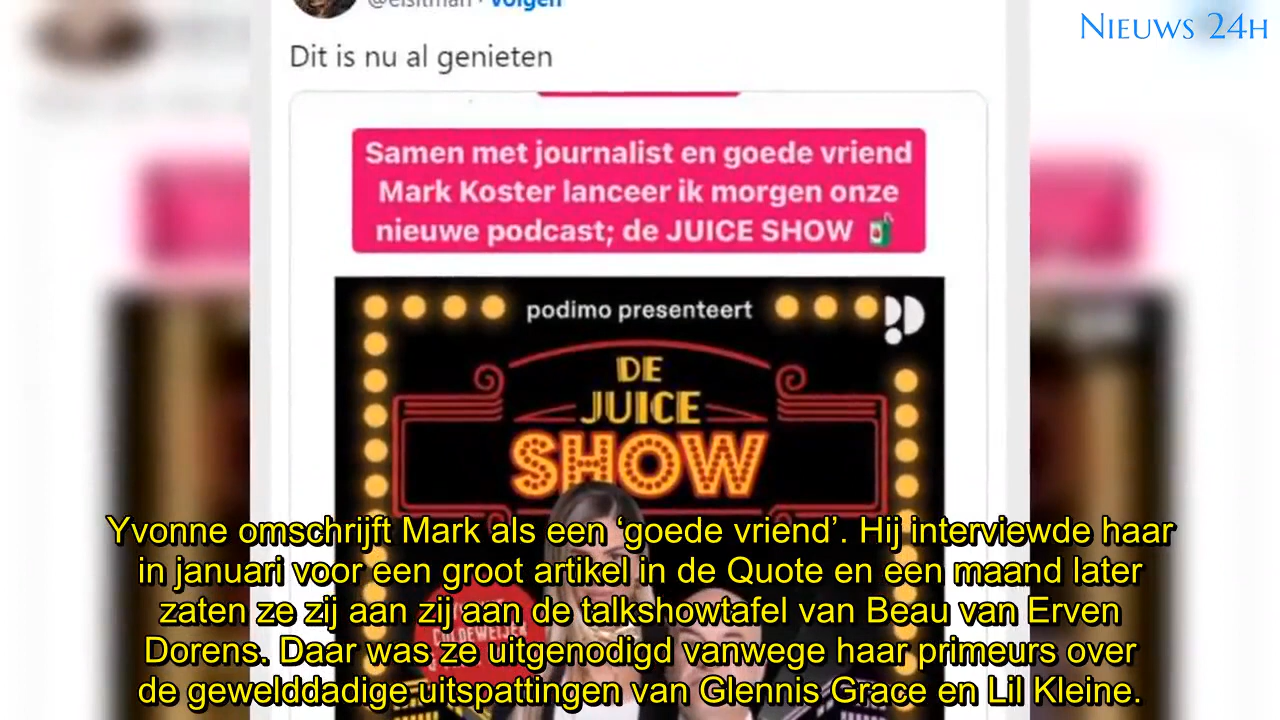 @elsitman · Volgen
NIEUWS 24H
Dit is nu al genieten
Samen met journalist en goede vriend
Mark Koster lanceer ik morgen onze
nieuwe podcast; de JUICE SHOW
podimo presenteert
DE
JUICE
SHOW
Yvonne omschrijft Mark als een ‘goede vriend’. Hij interviewde haar
in januari voor een groot artikel in de Quote en een maand later
zaten ze zij aan zij aan de talkshowtafel van Beau van Erven
Dorens. Daar was ze uitgenodigd vanwege haar primeurs over
de gewelddadige uitspattingen van Glennis Grace en Lil Kleine.